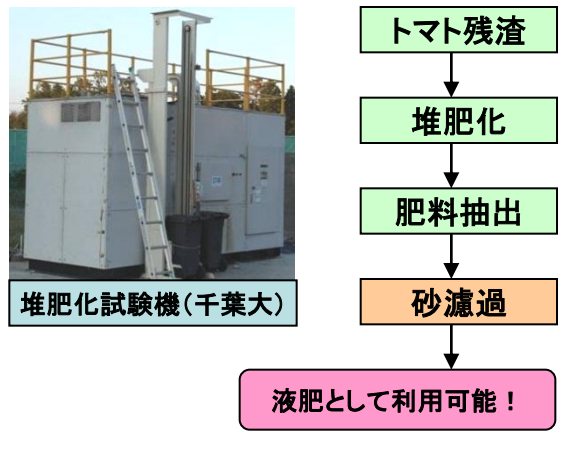 トマト残渣
堆肥化
肥料抽出
砂濾過
液肥として利用可能！
堆肥化試験機（千葉大）